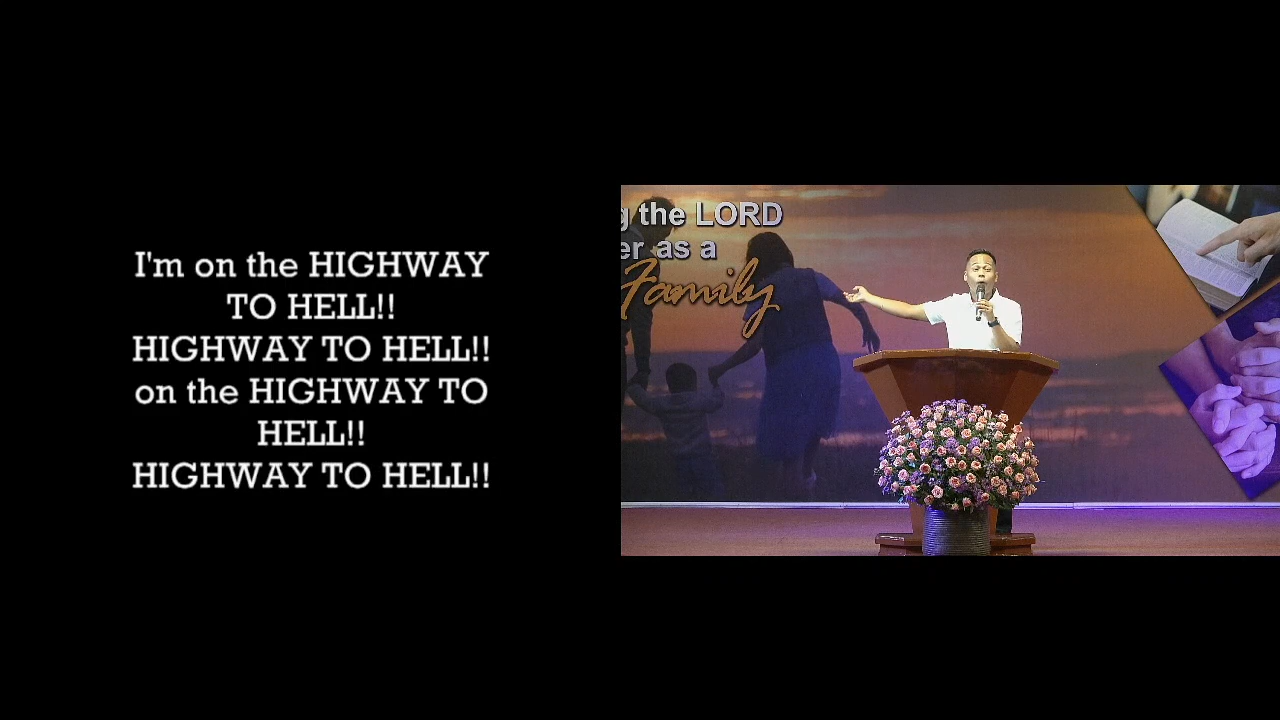 I'm on the HIGHWAY
TO HELL!!
HIGHWAY TO HELL!!
on the HIGHWAY TO
HELL!!
HIGHWAY TO HELL!!
g the LORD
er as a
Family